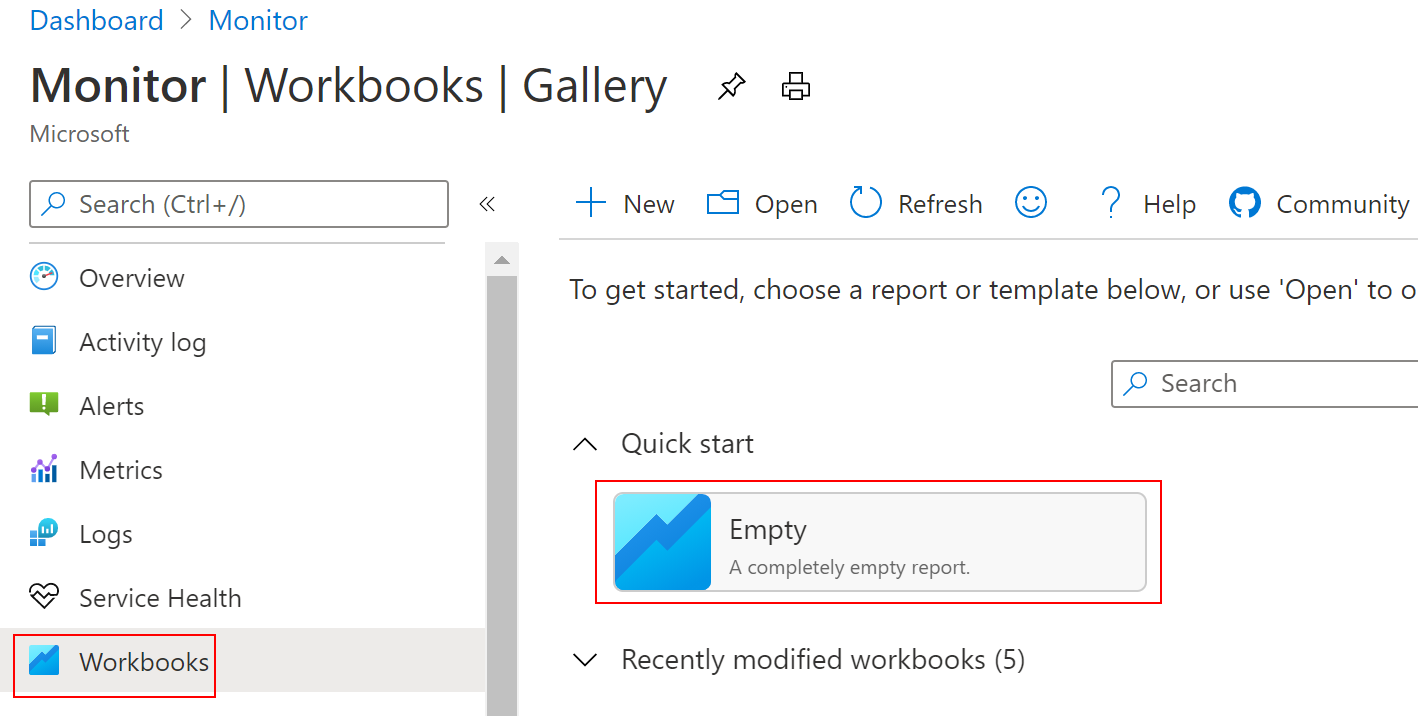 Dashboard > Monitor
Monitor | Workbooks | Gallery
Microsoft
Search (Ctrl+/)
«
New
Open
Refresh
? Help
Community
Overview
Activity log
Alerts
Metrics
Logs
Service Health
Workbooks
To get started, choose a report or template below, or use 'Open' to o
Search
Quick start
Empty
A completely empty report.
Recently modified workbooks (5)